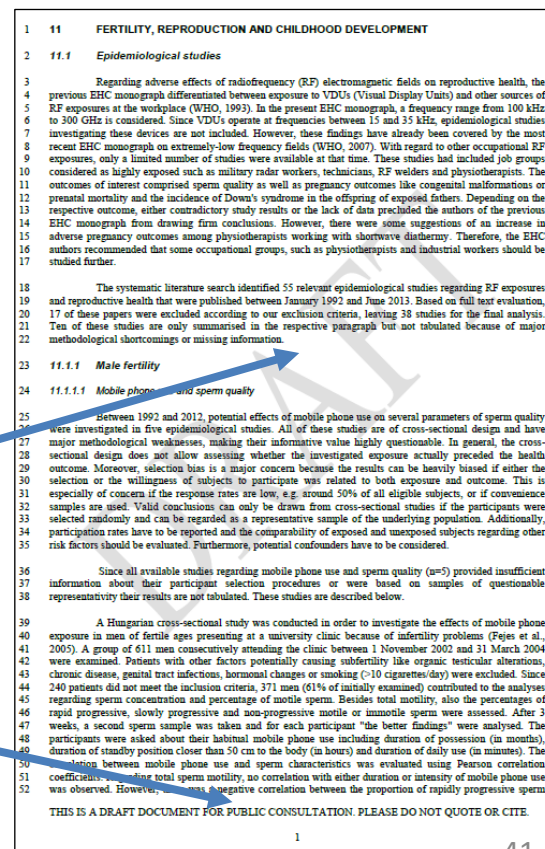 1 11 FERTILITY, REPRODUCTION AND CHILDHOOD DEVELOPMENT
2 11.1 Epidemiological studies
3 Regarding adverse effects of radiofrequency (RF) electromagnetic fields on reproductive health, the
4 previous EHC monograph differentiated between exposure to VDUs (Visual Display Units) and other sources of
5 RF exposures at the workplace (WHO, 1993). In the present EHC monograph, a frequency range from 100 kHz
6 to 300 GHz is considered. Since VDUs operate at frequencies between 15 and 35 kHz, epidemiological studies
7 investigating these devices are not included. However, these findings have already been covered by the most
8 recent EHC monograph on extremely-low frequency fields (WHO, 2007). With regard to other occupational RF
9 exposures, only a limited number of studies were available at that time. These studies had included job groups
10 considered as highly exposed such as military radar workers, technicians, RF welders and physiotherapists. The
11 outcomes of interest comprised sperm quality as well as pregnancy outcomes like congenital malformations or
12 prenatal mortality and the incidence of Down's syndrome in the offspring of exposed fathers. Depending on the
13 respective outcome, either contradictory study results or the lack of data precluded the authors of the previous
14 EHC monograph from drawing firm conclusions. However, there were some suggestions of an increase in
15 adverse pregnancy outcomes among physiotherapists working with shortwave diathermy. Therefore, the EHC
16 authors recommended that some occupational groups, such as physiotherapists and industrial workers should be
17 studied further.
18 The systematic literature search identified 55 relevant epidemiological studies regarding RF exposures
19 and reproductive health that were published between January 1992 and June 2013. Based on full text evaluation,
20 17 of these papers were excluded according to our exclusion criteria, leaving 38 studies for the final analysis.
21 Ten of these studies are only summarised in the respective paragraph but not tabulated because of major
22 methodological shortcomings or missing information.
23 11.1.1 Male fertility
24 11.1.1.1 Mobile phone and sperm quality
25 Between 1992 and 2012, potential effects of mobile phone use on several parameters of sperm quality
26 were investigated in five epidemiological studies. All of these studies are of cross-sectional design and have
27 major methodological weaknesses, making their informative value highly questionable. In general, the cross-
28 sectional design does not allow assessing whether the investigated exposure actually preceded the health
29 outcome. Moreover, selection bias is a major concern because the results can be heavily biased if either the
30 selection or the willingness of subjects to participate was related to both exposure and outcome. This is
31 especially of concern if the response rates are low, e.g. around 50% of all eligible subjects, or if convenience
32 samples are used. Valid conclusions can only be drawn from cross-sectional studies if the participants were
33 selected randomly and can be regarded as a representative sample of the underlying population. Additionally,
34 participation rates have to be reported and the comparability of exposed and unexposed subjects regarding other
35 risk factors should be evaluated. Furthermore, potential confounders have to be considered.
36 Since all available studies regarding mobile phone use and sperm quality (n=5) provided insufficient
37 information about their participant selection procedures or were based on samples of questionable
38 representativity their results are not tabulated. These studies are described below.
39 A Hungarian cross-sectional study was conducted in order to investigate the effects of mobile phone
40 exposure in men of fertile ages presenting at a university clinic because of infertility problems (Fejes et al.,
41 2005). A group of 611 men consecutively attending the clinic between 1 November 2002 and 31 March 2004
42 were examined. Patients with other factors potentially causing subfertility like organic testicular alterations,
43 chronic disease, genital tract infections, hormonal changes or smoking (>10 cigarettes/day) were excluded. Since
44 240 patients did not meet the inclusion criteria, 371 men (61% of initially examined) contributed to the analyses
45 regarding sperm concentration and percentage of motile sperm. Besides total motility, also the percentages of
46 rapid progressive, slowly progressive and non-progressive motile or immotile sperm were assessed. After 3
47 weeks, a second sperm sample was taken and for each participant "the better findings" were analysed. The
48 participants were asked about their habitual mobile phone use including duration of possession (in months),
49 duration of standby position closer than 50 cm to the body (in hours) and duration of daily use (in minutes). The
50 between mobile phone use and sperm characteristics was evaluated using Pearson correlation
51 coefficients. total sperm motility, no correlation with either duration or intensity of mobile phone use
52 was observed. However, was a negative correlation between the proportion of rapidly progressive sperm
THIS IS A DRAFT DOCUMENT FOR PUBLIC CONSULTATION. PLEASE DO NOT QUOTE OR CITE.
1
41
DRAFT